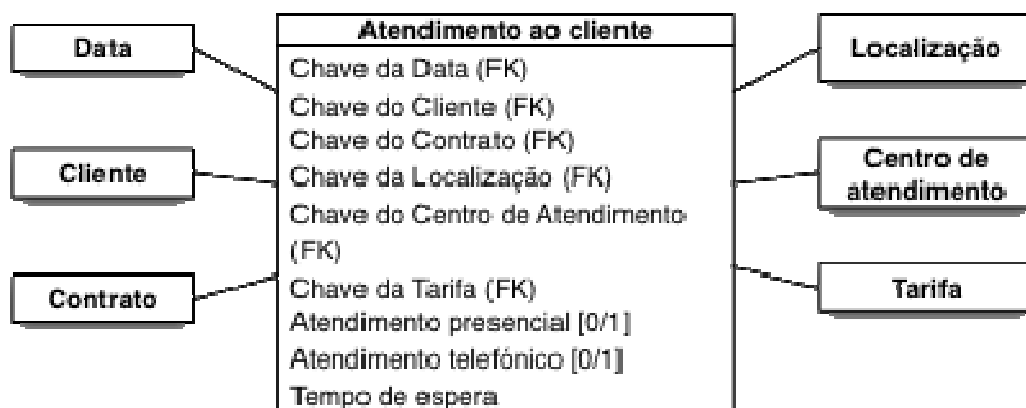 Data
Cliente
Contrato
Atendimento ao cliente
Chave da Data (FK)
Chave do Cliente (FK)
Chave do Contrato (FK)
Chave da Localização (FK)
Chave do Centro de Atendimento
(FK)
Chave da Tarifa (FK)
Atendimento presencial [0/1]
Atendimento telefónico [0/1]
Tempo de espera
Localização
Centro de
atendimento
Tarifa